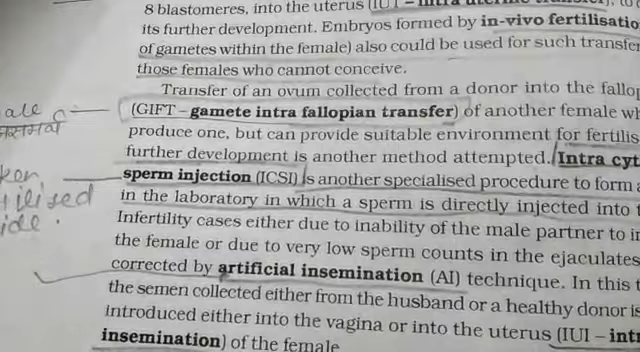 8 blastomeres, into the uterus
its further development. Embryos formed by in-vivo fertilisatio
of gametes within the female) also could be used for such transfe
those females who cannot conceive.
Transfer of an ovum collected from a donor into the fallop
(GIFT – gamete intra fallopian transfer) of another female wh
produce one, but can provide suitable environment for fertilis
further development is another method attempted. Intra cyt
sperm injection (ICSI) is another specialised procedure to form a
in the laboratory in which a sperm is directly injected into t
Infertility cases either due to inability of the male partner to in
the female or due to very low sperm counts in the ejaculates
corrected by artificial insemination (AI) technique. In this t
the semen collected either from the husband or a healthy donor is
introduced either into the vagina or into the uterus (IUI – intr
insemination) of the female
ale
ken
ilised
ide.